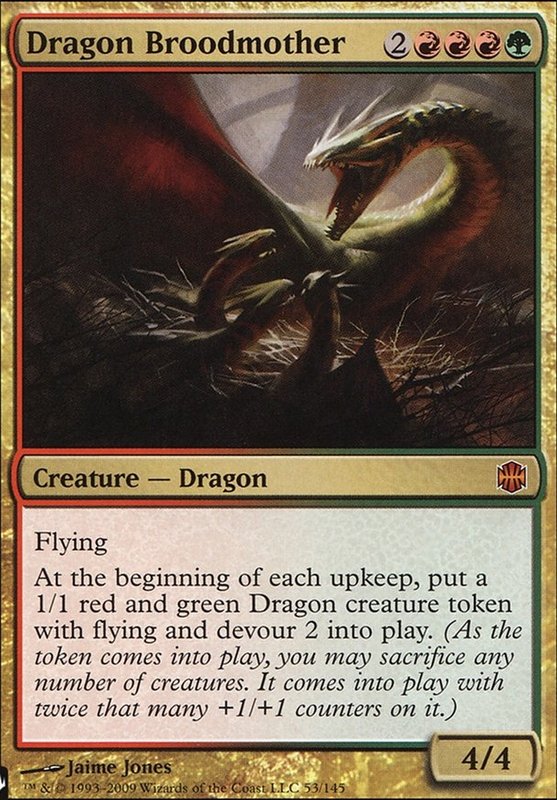 Dragon Broodmother 2
Creature — Dragon
Flying
At the beginning of each upkeep, put a
1/1 red and green Dragon creature token
with flying and devour 2 into play. (As the
token comes into play, you may sacrifice any
number of creatures. It comes into play with
twice that many +1/+1 counters on it.)
4/4
Jaime Jones
™ & © 1993–2009 Wizards of the Coast LLC 53/145